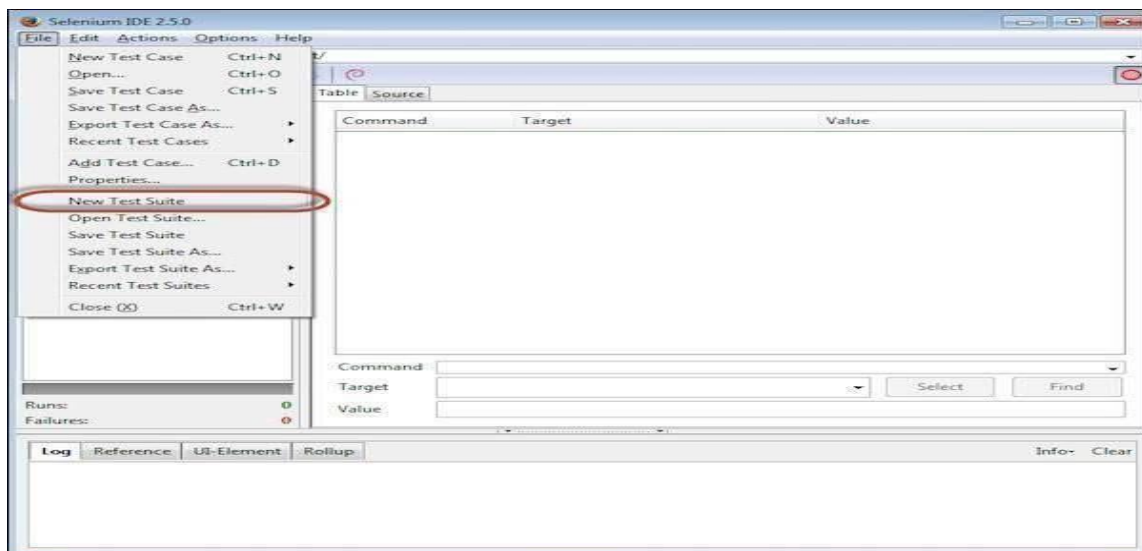 Selenium IDE 2.5.0
File Edit Actions Options Help
New Test Case Ctrl+N
t/
Open... Ctrl+O
Save Test Case Ctrl+S
Table Source
Save Test Case As...
Export Test Case As...
Command Target Value
Recent Test Cases
Add Test Case... Ctrl+D
Properties...
New Test Suite
Open Test Suite...
Save Test Suite
Save Test Suite As...
Export Test Suite As...
Recent Test Suites
Close (X) Ctrl+W
Command
Target Select Find
Runs: 0
Value
Failures: 0
Log Reference UI-Element Rollup Info Clear